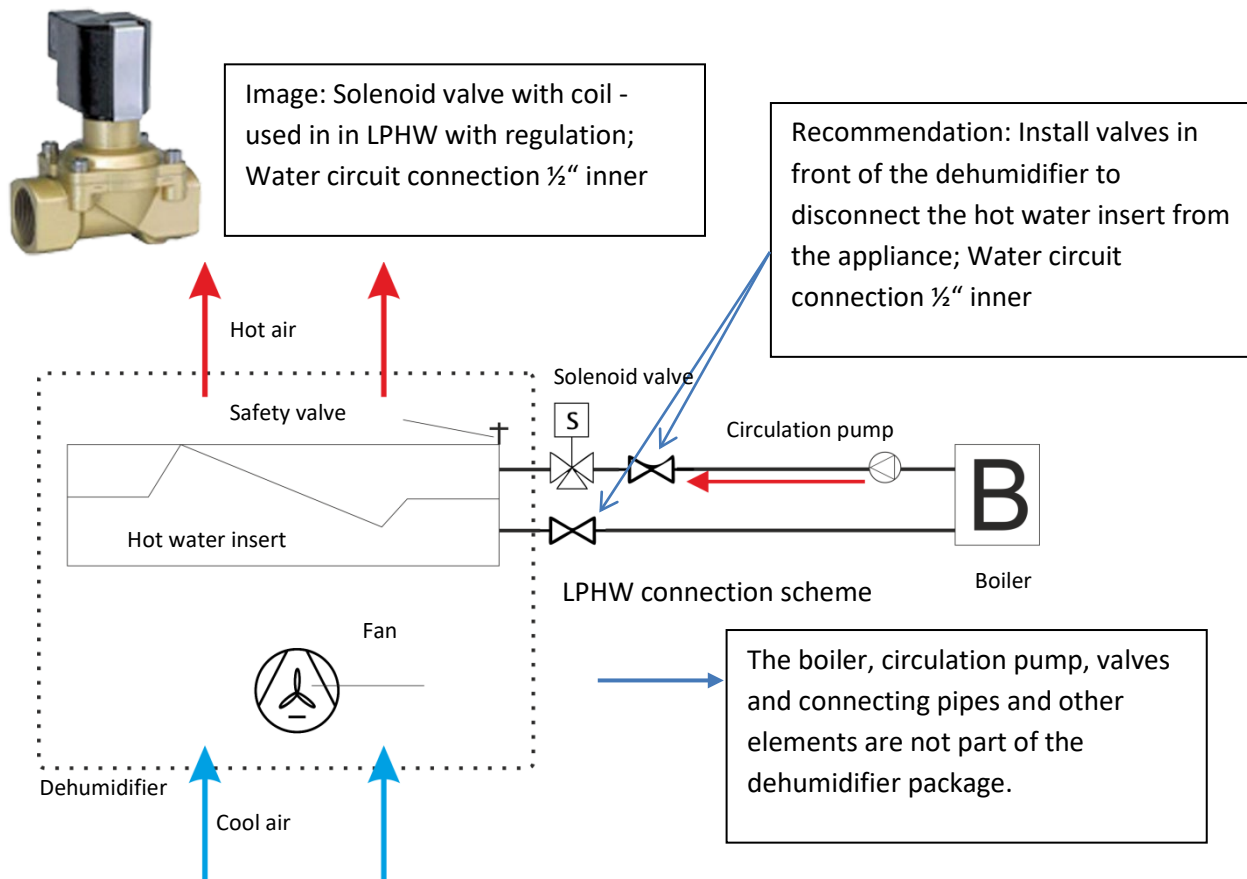 Image: Solenoid valve with coil -
used in in LPHW with regulation;
Water circuit connection ½“ inner
Recommendation: Install valves in
front of the dehumidifier to
disconnect the hot water insert from
the appliance; Water circuit
connection ½“ inner
Hot air
Solenoid valve
Safety valve
S
Circulation pump
B
Hot water insert
Boiler
LPHW connection scheme
Fan
The boiler, circulation pump, valves
and connecting pipes and other
elements are not part of the
dehumidifier package.
Dehumidifier
Cool air